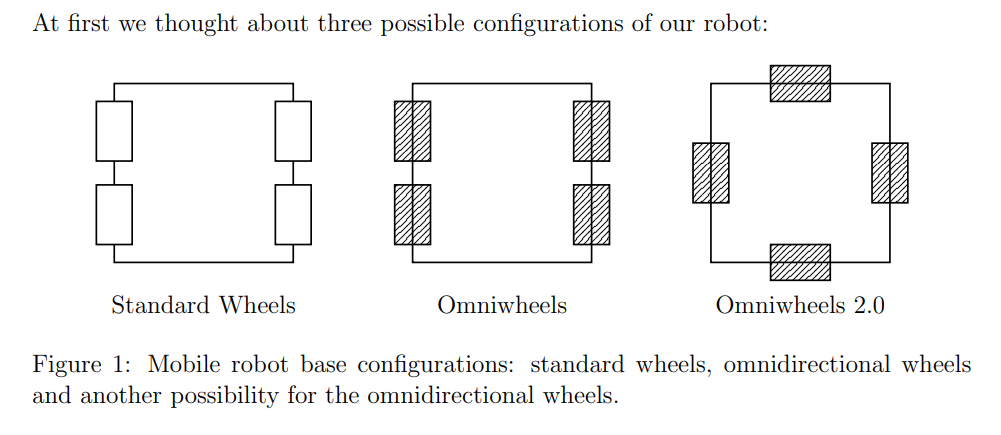 At first we thought about three possible configurations of our robot:
Standard Wheels
Omniwheels
Omniwheels 2.0
Figure 1: Mobile robot base configurations: standard wheels, omnidirectional wheels
and another possibility for the omnidirectional wheels.